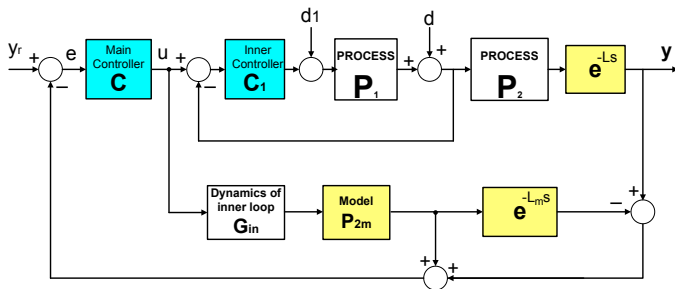 d1 d
Main Controller C
Inner Controller C1
PROCESS P1
PROCESS P2
e-Ls
yr + e u + + + y
− −
Dynamics of inner loop Gin
Model P2m
e-Lms
− +
+ +